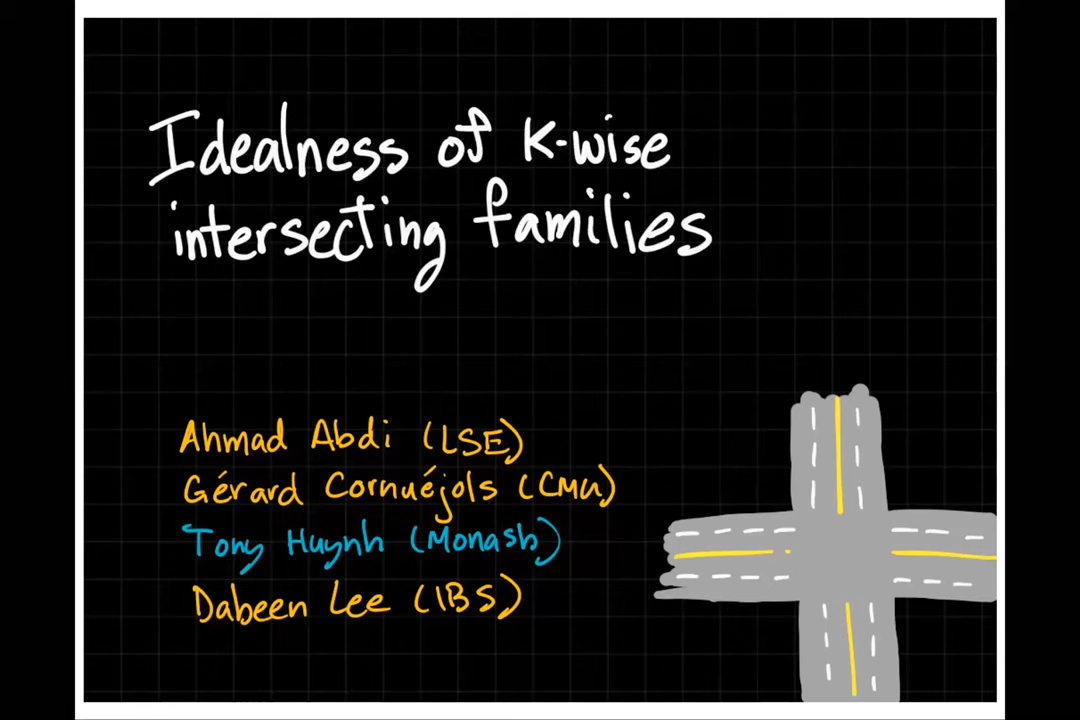 Idealness of K-wise
intersecting families
Ahmad Abdi (LSE)
Gérard Cornuéjols (CMU)
Tony Huynh (Monash)
Dabeen Lee (IBS)